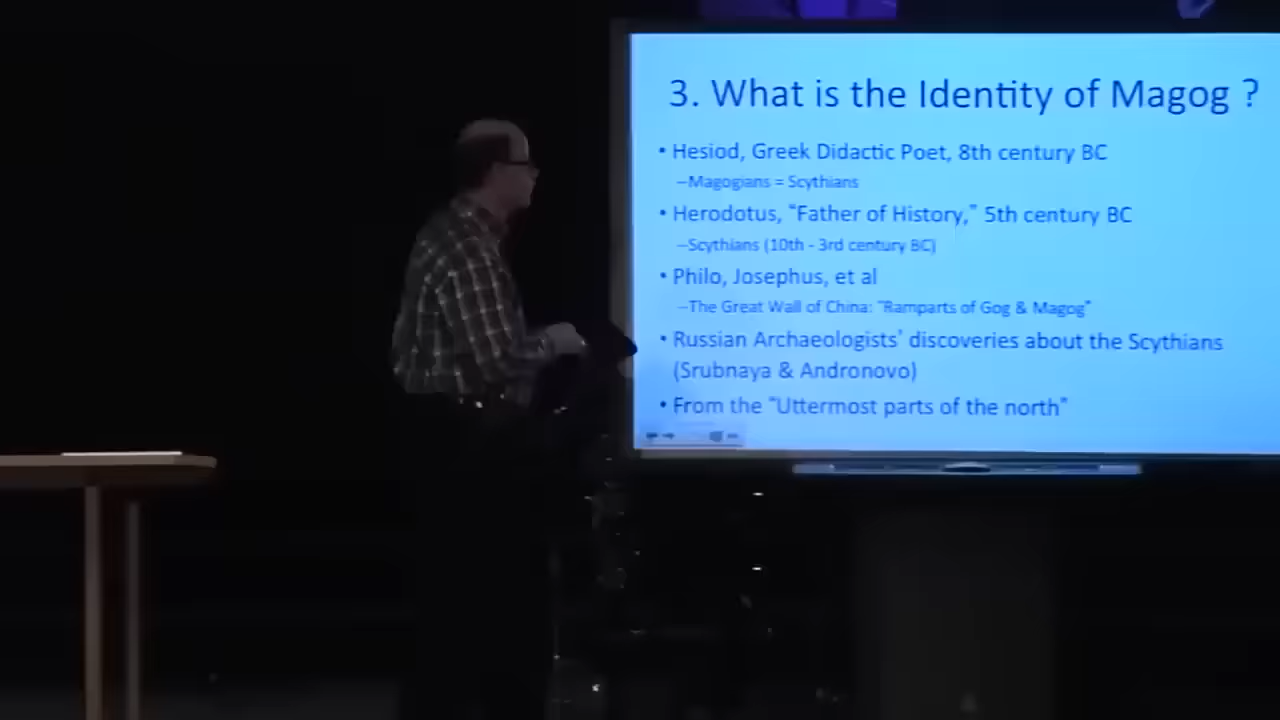 3. What is the Identity of Magog ?
• Hesiod, Greek Didactic Poet, 8th century BC
–Magogians = Scythians
• Herodotus, "Father of History," 5th century BC
–Scythians (10th - 3rd century BC)
• Philo, Josephus, et al
–The Great Wall of China: "Ramparts of Gog & Magog"
• Russian Archaeologists' discoveries about the Scythians
(Srubnaya & Andronovo)
• From the "Uttermost parts of the north"